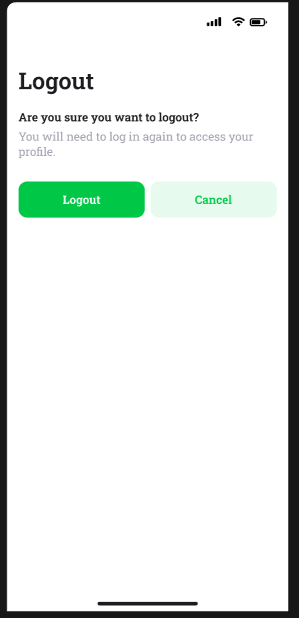 Logout
Are you sure you want to logout?
You will need to log in again to access your
profile.
Logout
Cancel